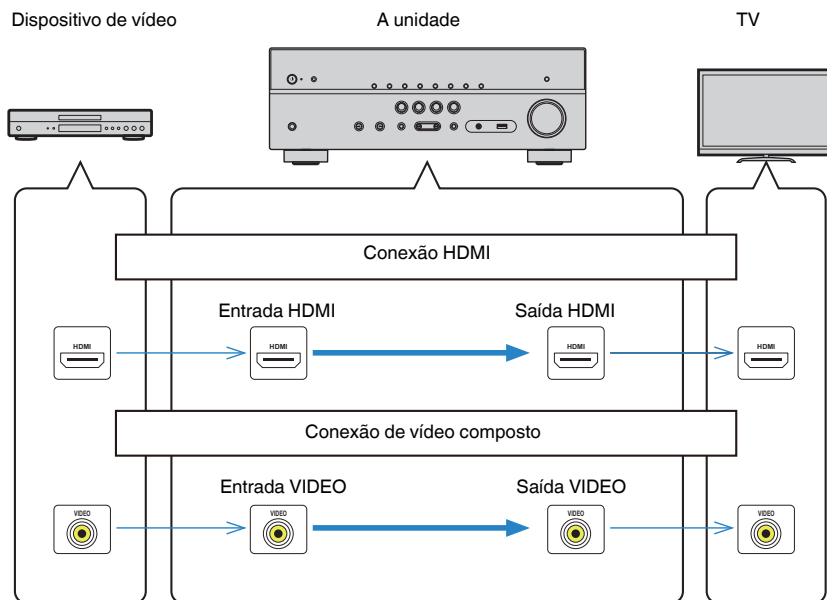 Dispositivo de vídeo
A unidade
TV
Conexão HDMI
Entrada HDMI
Saída HDMI
HDMI
HDMI
HDMI
HDMI
Conexão de vídeo composto
Entrada VIDEO
Saída VIDEO
VIDEO
VIDEO
VIDEO
VIDEO